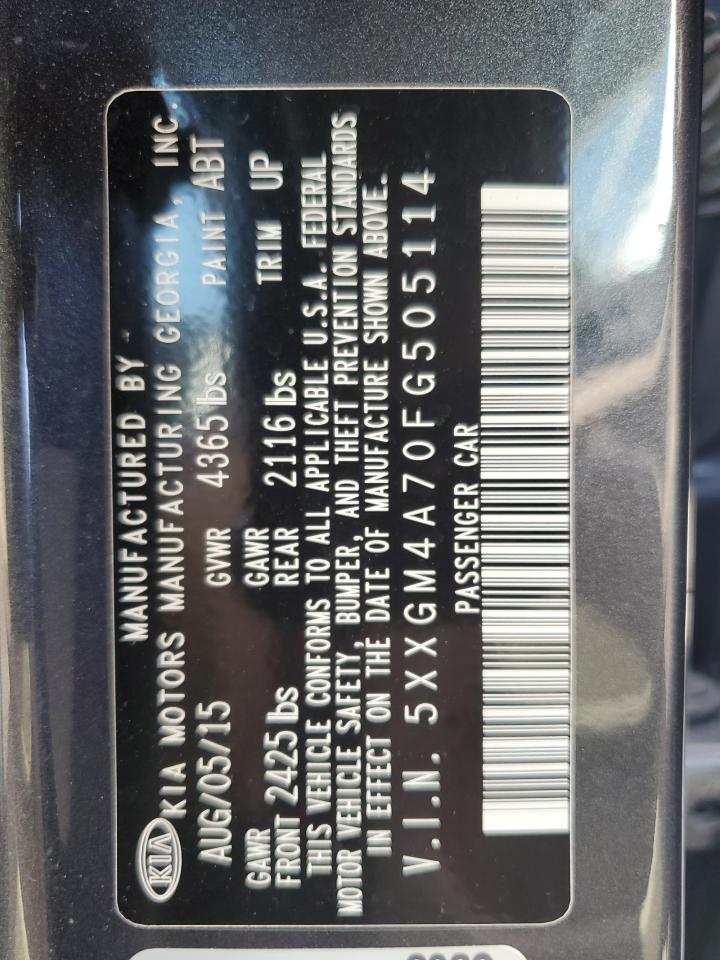 MANUFACTURED BY
KIA KIA MOTORS MANUFACTURING GEORGIA, INC.
AUG/05/15 GVWR 4365 lbs PAINT ABT
GAWR FRONT 2425 lbs GAWR REAR 2116 lbs TRIM UP
THIS VEHICLE CONFORMS TO ALL APPLICABLE U.S.A. FEDERAL
MOTOR VEHICLE SAFETY, BUMPER, AND THEFT PREVENTION STANDARDS
IN EFFECT ON THE DATE OF MANUFACTURE SHOWN ABOVE.
V.I.N. 5XXGM4A70FG505114
PASSENGER CAR